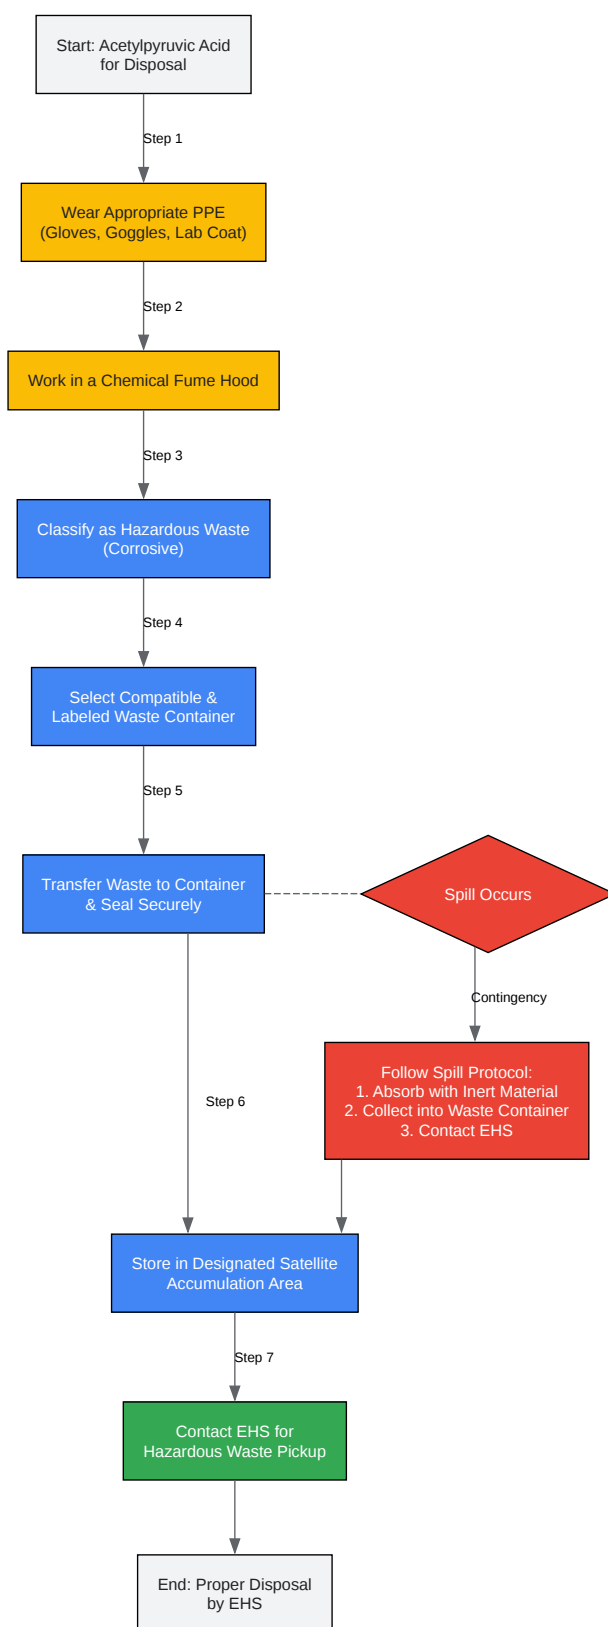 Start: Acetylpyruvic Acid
for Disposal
Step 1
Wear Appropriate PPE
(Gloves, Goggles, Lab Coat)
Step 2
Work in a Chemical Fume Hood
Step 3
Classify as Hazardous Waste
(Corrosive)
Step 4
Select Compatible &
Labeled Waste Container
Step 5
Transfer Waste to Container
& Seal Securely
Spill Occurs
Contingency
Follow Spill Protocol:
1. Absorb with Inert Material
2. Collect into Waste Container
3. Contact EHS
Step 6
Store in Designated Satellite
Accumulation Area
Step 7
Contact EHS for
Hazardous Waste Pickup
End: Proper Disposal
by EHS